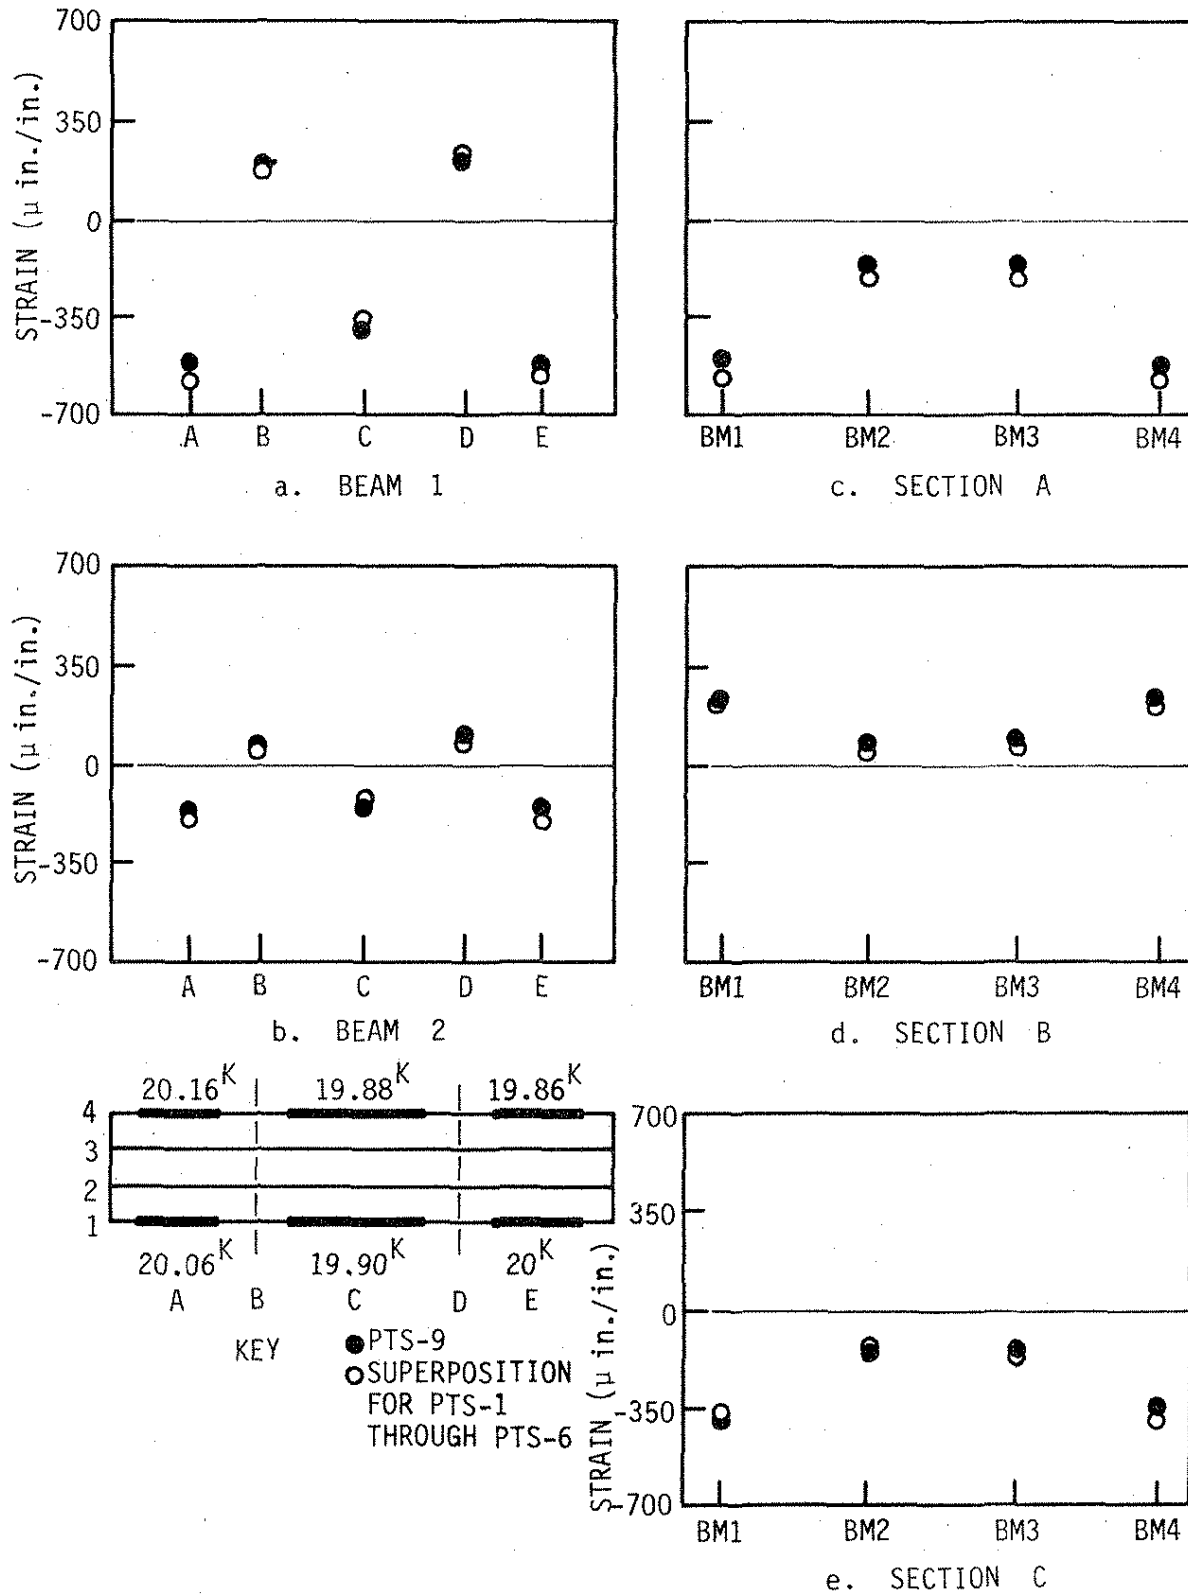 700
350
0
-350
-700
STRAIN (μ in./in.)
A B C D E
a. BEAM 1
BM1 BM2 BM3 BM4
c. SECTION A
700
350
0
-350
-700
STRAIN (μ in./in.)
A B C D E
b. BEAM 2
BM1 BM2 BM3 BM4
d. SECTION B
20.16K 19.88K 19.86K
4
3
2
1
20.06K 19.90K 20K
A B C D E
KEY
PTS-9
SUPERPOSITION
FOR PTS-1
THROUGH PTS-6
700
350
0
-350
-700
STRAIN (μ in./in.)
BM1 BM2 BM3 BM4
e. SECTION C